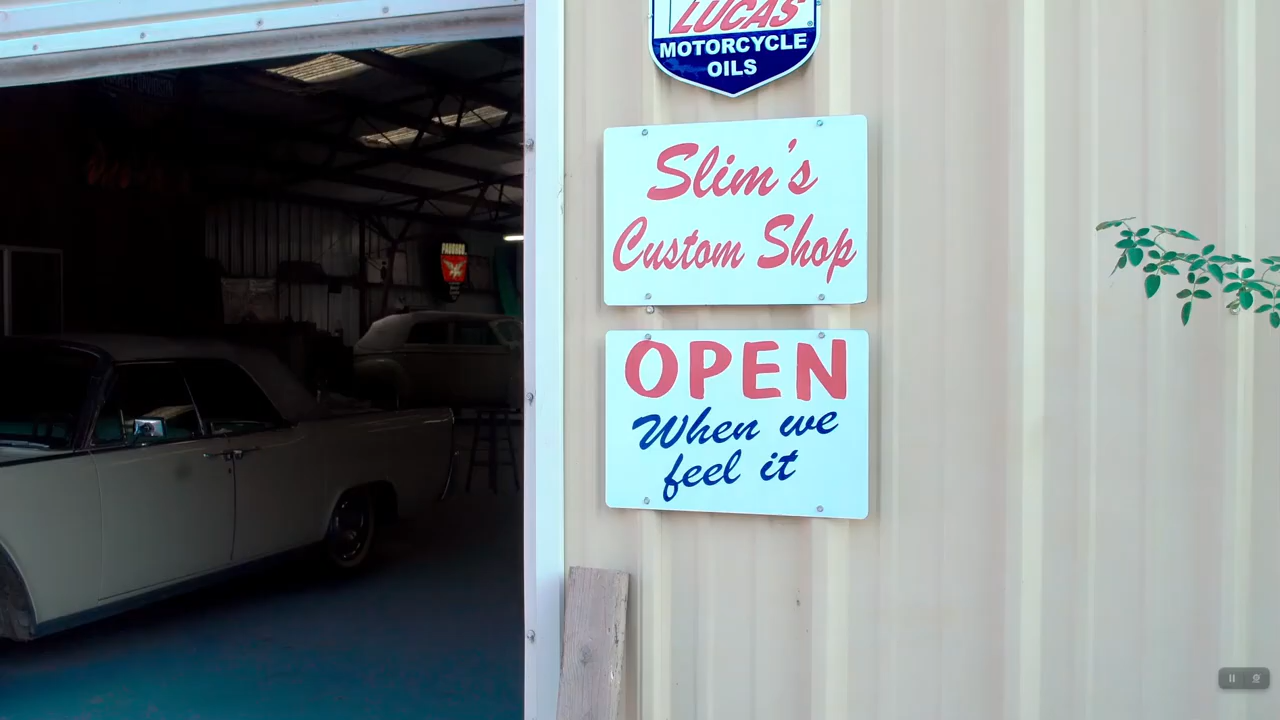 LUCAS
MOTORCYCLE
OILS
Slim's
Custom Shop
OPEN
When we
feel it